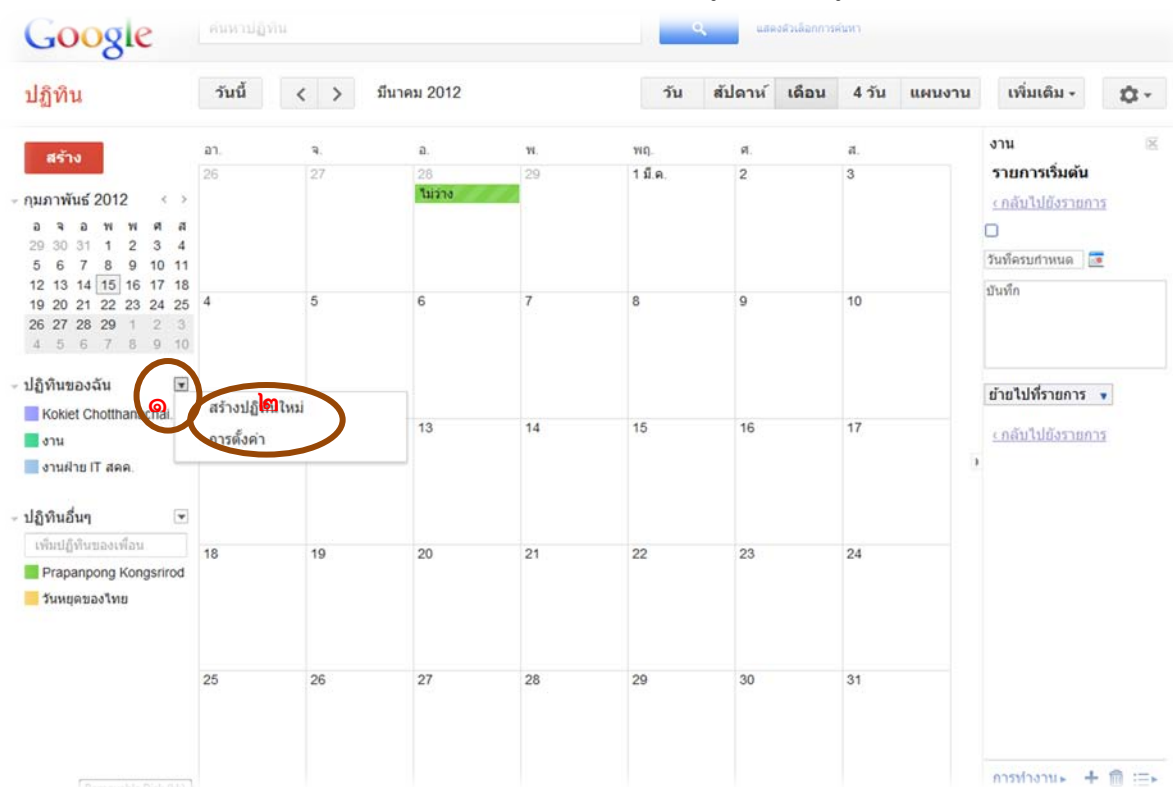 Google
ค้นหาปฏิทิน
แสดงตัวเลือกการค้นหา
ปฏิทิน
วันนี้
< >
มีนาคม 2012
วัน สัปดาห์ เดือน 4 วัน แผนงาน
เพิ่มเติม
สร้าง
กุมภาพันธ์ 2012 < >
อ จ อ พ พ ศ ส
29 30 31 1 2 3 4
5 6 7 8 9 10 11
12 13 14 15 16 17 18
19 20 21 22 23 24 25
26 27 28 29 1 2 3
4 5 6 7 8 9 10
ปฏิทินของฉัน
Kokiet
งาน
งานฝ่าย IT สคค.
๑
๒
สร้างปฏิทินใหม่
การตั้งค่า
ปฏิทินอื่นๆ
เพิ่มปฏิทินของเพื่อน
Prapanpong Kongsrirod
วันหยุดของไทย
อา. จ. อ. พ. พฤ. ศ. ส.
26 27 28 29 1 มี.ค. 2 3
ไม่ว่าง
4 5 6 7 8 9 10
13 14 15 16 17
18 19 20 21 22 23 24
25 26 27 28 29 30 31
งาน
รายการเริ่มต้น
‹ กลับไปยังรายการ
วันที่ครบกำหนด
บันทึก
ย้ายไปที่รายการ
‹ กลับไปยังรายการ
การทำงาน